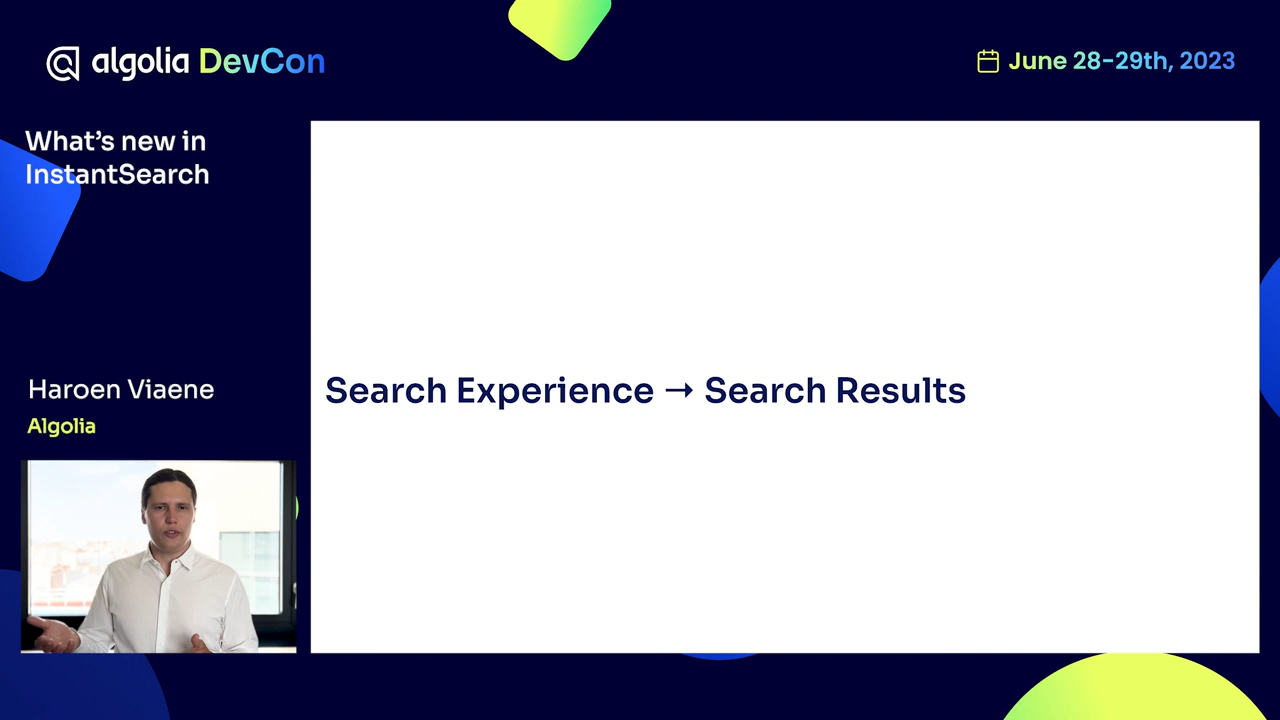 algolia DevCon
June 28-29th, 2023
What's new in
InstantSearch
Haroen Viaene
Algolia
Search Experience → Search Results